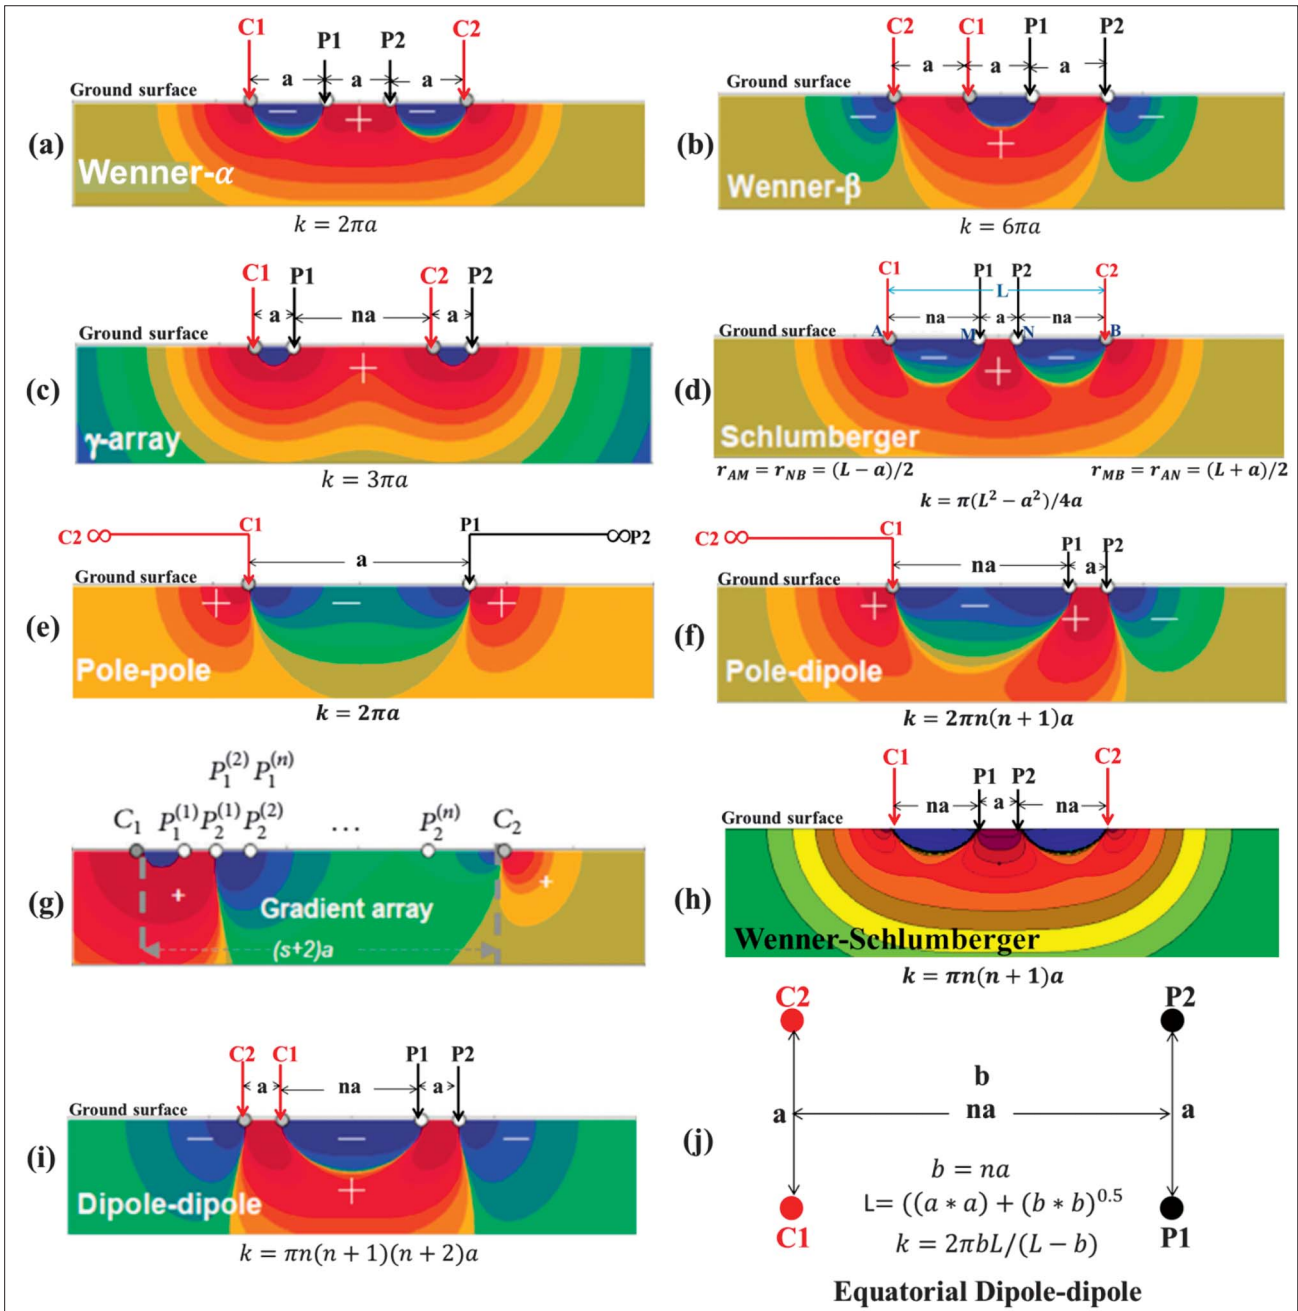 C1 P1 P2 C2
a a a
Ground surface
(a)
− + −
Wenner-α
k = 2πa
C2 C1 P1 P2
a a a
Ground surface
(b)
− + −
Wenner-β
k = 6πa
C1 P1 C2 P2
a na a
Ground surface
(c)
+
γ-array
k = 3πa
C1 P1 P2 C2
L
na a na
Ground surface
A M N B
(d)
− +
Schlumberger
r_AM = r_NB = (L − a)/2 r_MB = r_AN = (L + a)/2
k = π(L² − a²)/4a
C2 ∞ C1 P1 ∞ P2
a
Ground surface
(e)
+ − +
Pole-pole
k = 2πa
C2 ∞ C1 P1 P2
na a
Ground surface
(f)
+ − + −
Pole-dipole
k = 2πn(n + 1)a
P₁⁽²⁾ P₁⁽ⁿ⁾
C₁ P₁⁽¹⁾ P₂⁽¹⁾ P₂⁽²⁾ … P₂⁽ⁿ⁾ C₂
(g)
+ +
Gradient array
(s+2)a
C1 P1 P2 C2
na a na
Ground surface
(h)
Wenner-Schlumberger
k = πn(n + 1)a
C2 C1 P1 P2
a na a
Ground surface
(i)
− − −
+
Dipole-dipole
k = πn(n + 1)(n + 2)a
C2 P2
b
a na a
(j)
b = na
L= ((a ∗ a) + (b ∗ b)^0.5
C1 k = 2πbL/(L − b) P1
Equatorial Dipole-dipole